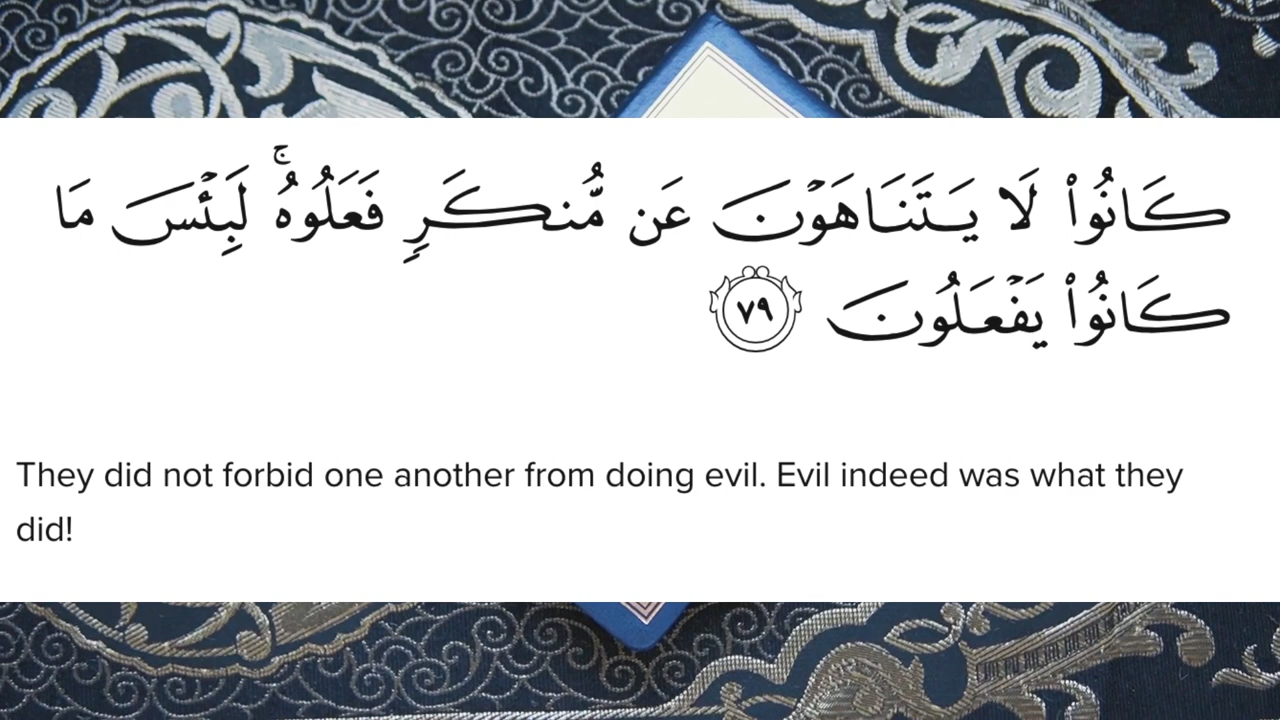 كَانُوا۟ لَا يَتَنَاهَوْنَ عَن مُّنكَرٍ فَعَلُوهُ ۚ لَبِئْسَ مَا
كَانُوا۟ يَفْعَلُونَ ٧٩
They did not forbid one another from doing evil. Evil indeed was what they
did!